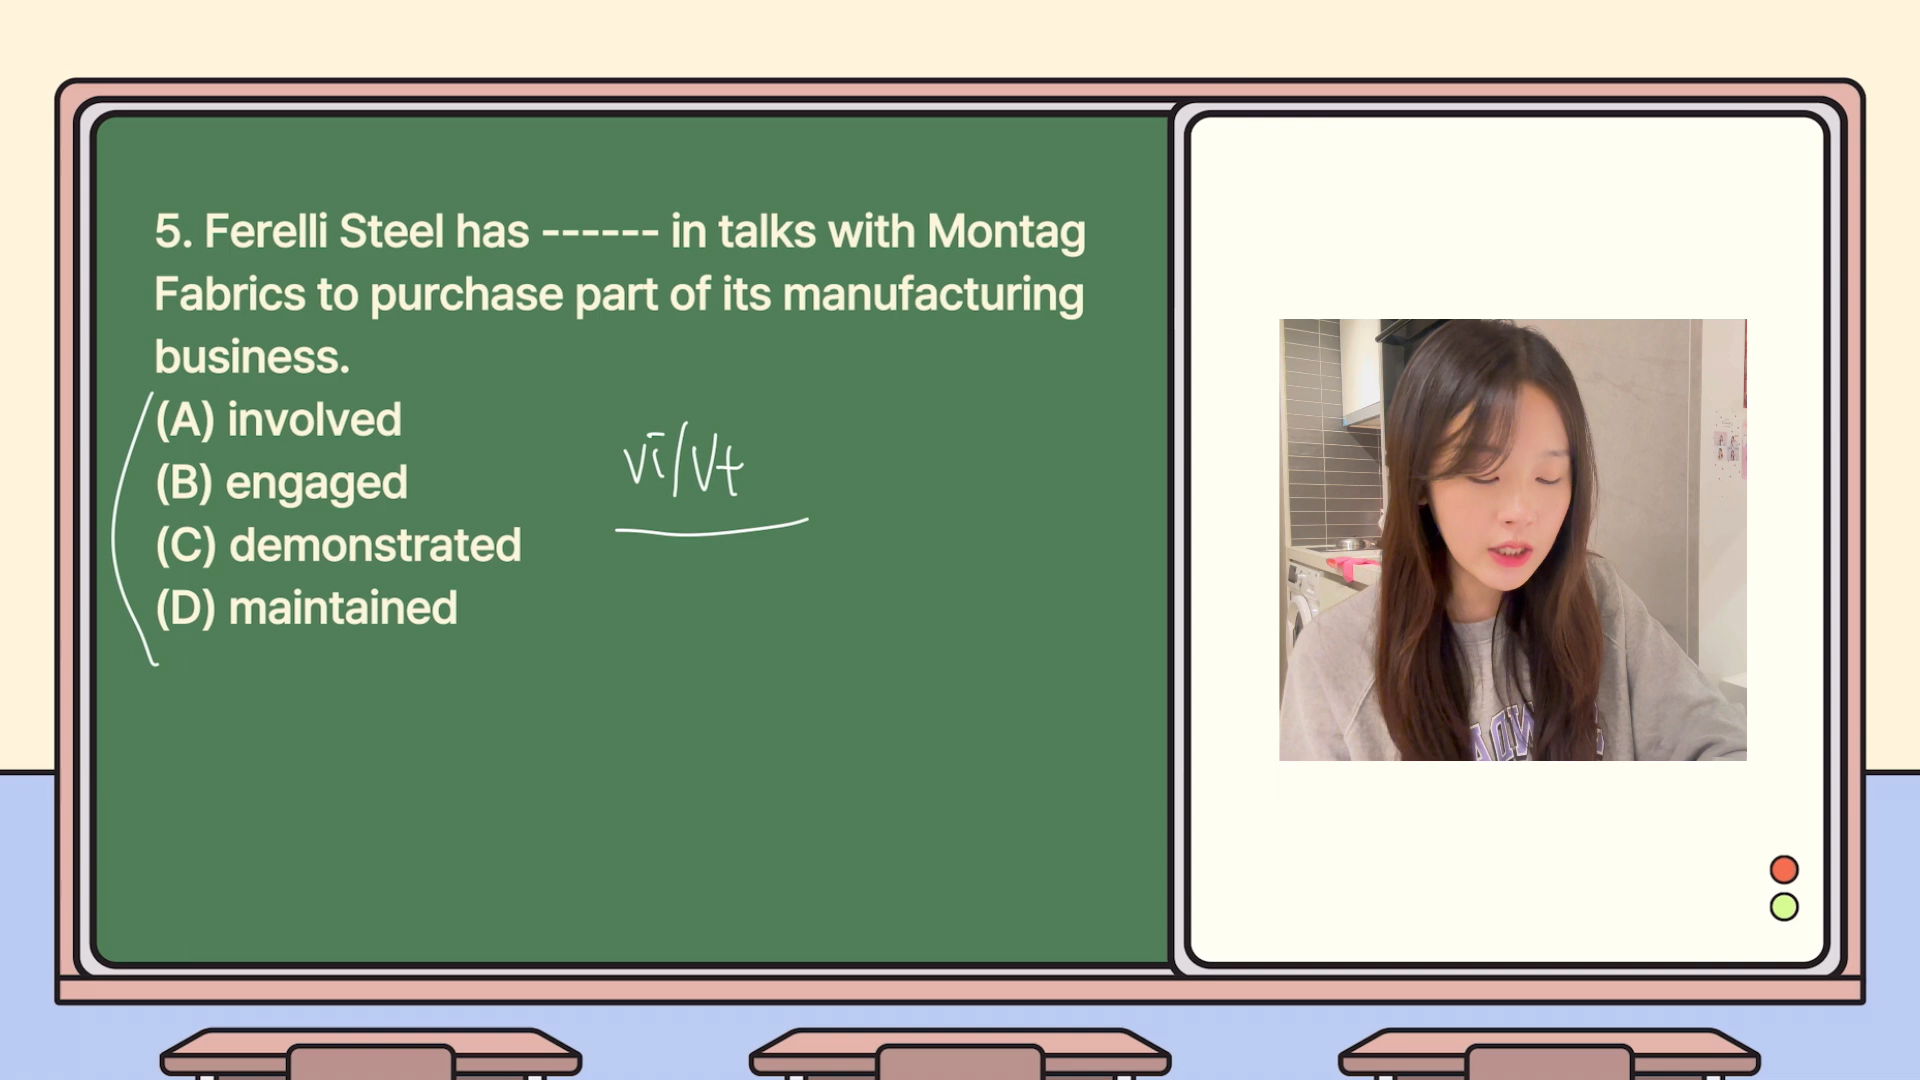 5. Ferelli Steel has ------ in talks with Montag
Fabrics to purchase part of its manufacturing
business.
(A) involved
(B) engaged
(C) demonstrated
(D) maintained
vi/vt